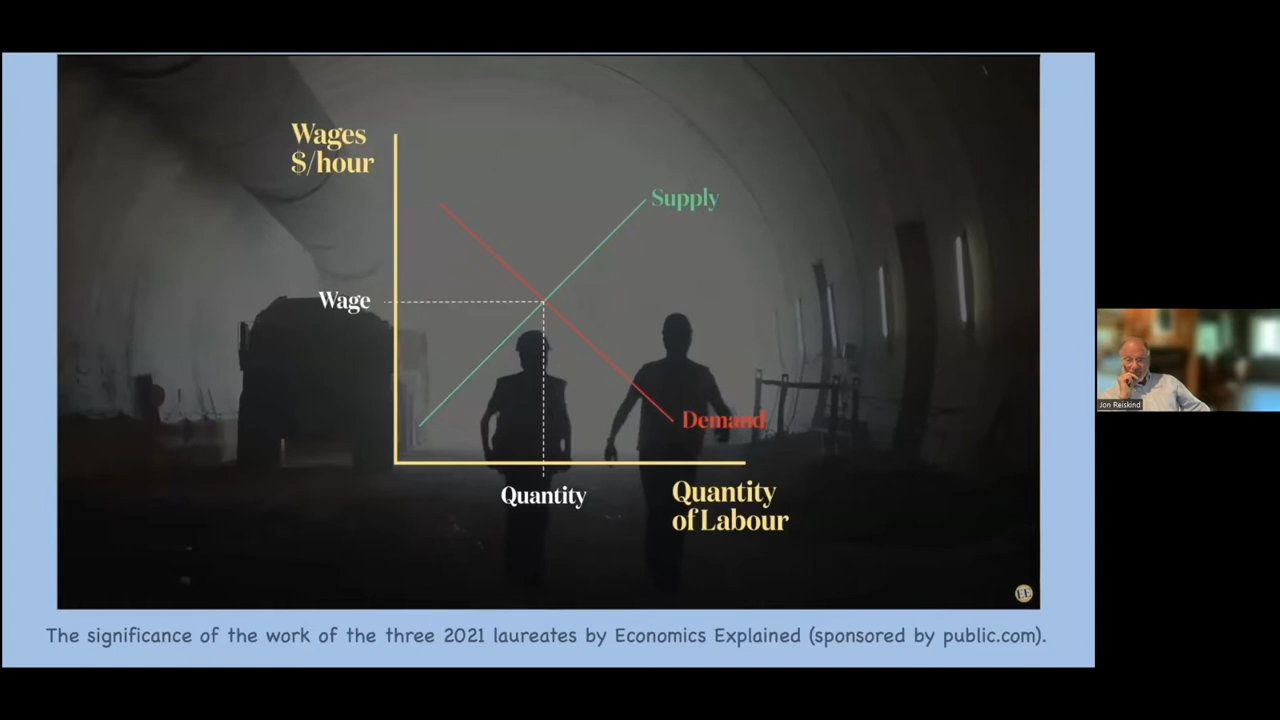 Wages
$/hour
Supply
Wage
Demand
Quantity
Quantity
of Labour
EE
The significance of the work of the three 2021 laureates by Economics Explained (sponsored by public.com).
Jon Reiskind